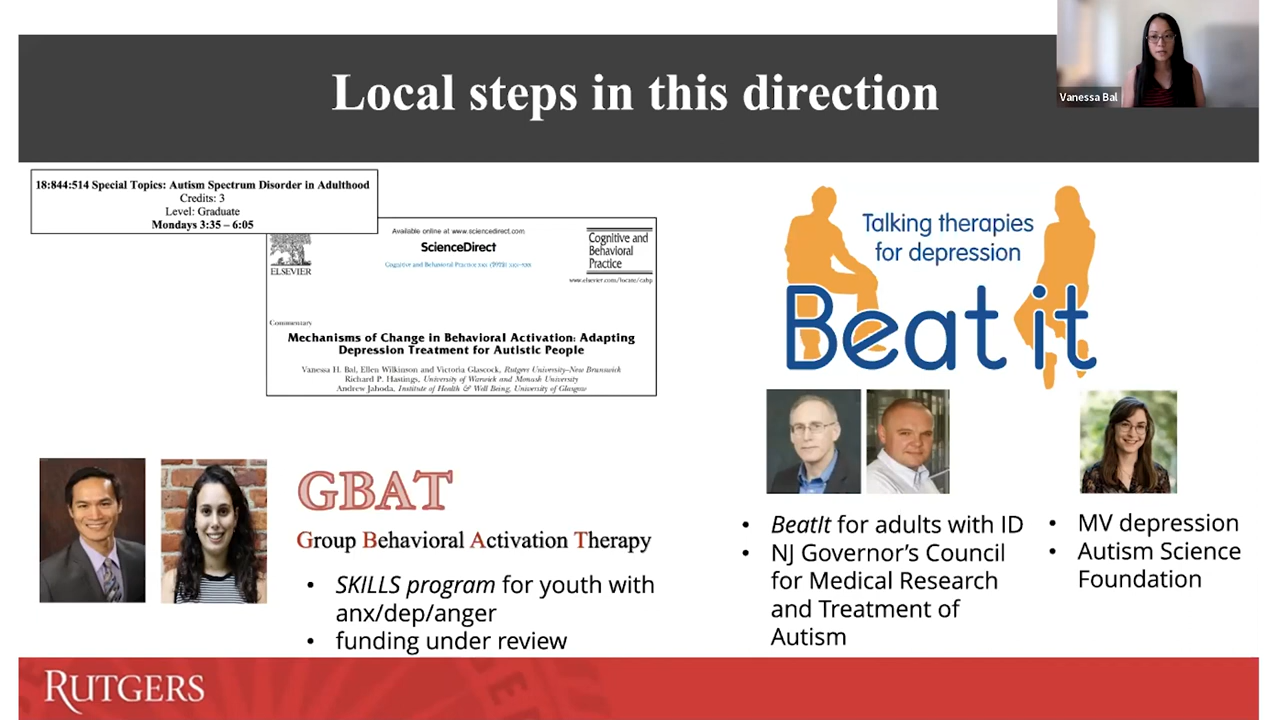 Local steps in this direction
Vanessa Bal
18:844:514 Special Topics: Autism Spectrum Disorder in Adulthood
Credits: 3
Level: Graduate
Mondays 3:35 – 6:05
Available online at www.sciencedirect.com
ScienceDirect
ELSEVIER
Cognitive and Behavioral Practice
Cognitive and
Behavioral
Practice
www.elsevier.com/locate/cabp
Commentary
Mechanisms of Change in Behavioral Activation: Adapting
Depression Treatment for Autistic People
Vanessa H. Bal, Ellen Wilkinson and Victoria Glascock, Rutgers University–New Brunswick
Richard P. Hastings, University of Warwick and Monash University
Andrew Jahoda, Institute of Health & Well Being, University of Glasgow
Talking therapies
for depression
Beat it
GBAT
Group Behavioral Activation Therapy
• SKILLS program for youth with
anx/dep/anger
• funding under review
• BeatIt for adults with ID
• NJ Governor's Council
for Medical Research
and Treatment of
Autism
• MV depression
• Autism Science
Foundation
RUTGERS